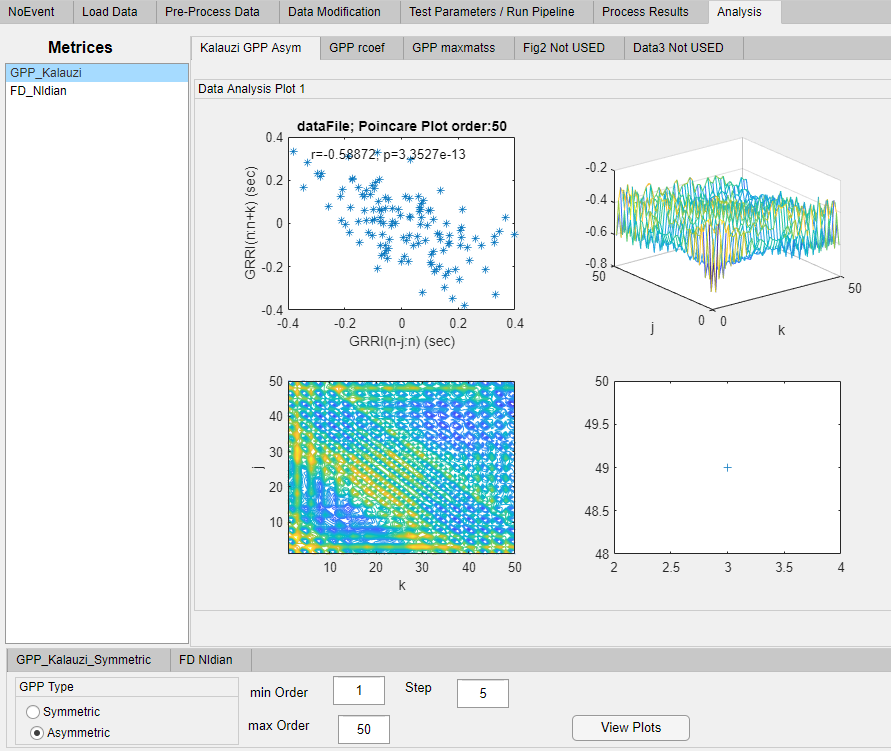 NoEvent Load Data Pre-Process Data Data Modification Test Parameters / Run Pipeline Process Results Analysis
Metrices
GPP_Kalauzi
FD_NIdian
Kalauzi GPP Asym GPP rcoef GPP maxmatss Fig2 Not USED Data3 Not USED
Data Analysis Plot 1
dataFile; Poincare Plot order:50
r=-0.58872; p=3.3527e-13
0.4
0.2
0
-0.2
-0.4
GRRI(n:n+k) (sec)
-0.4 -0.2 0 0.2 0.4
GRRI(n-j:n) (sec)
-0.2
-0.4
-0.6
-0.8
50
0 0
50
j
k
50
40
30
20
10
j
10 20 30 40 50
k
50
49.5
49
48.5
48
2 2.5 3 3.5 4
GPP_Kalauzi_Symmetric FD NIdian
GPP Type
Symmetric
Asymmetric
min Order 1 Step 5
max Order 50
View Plots